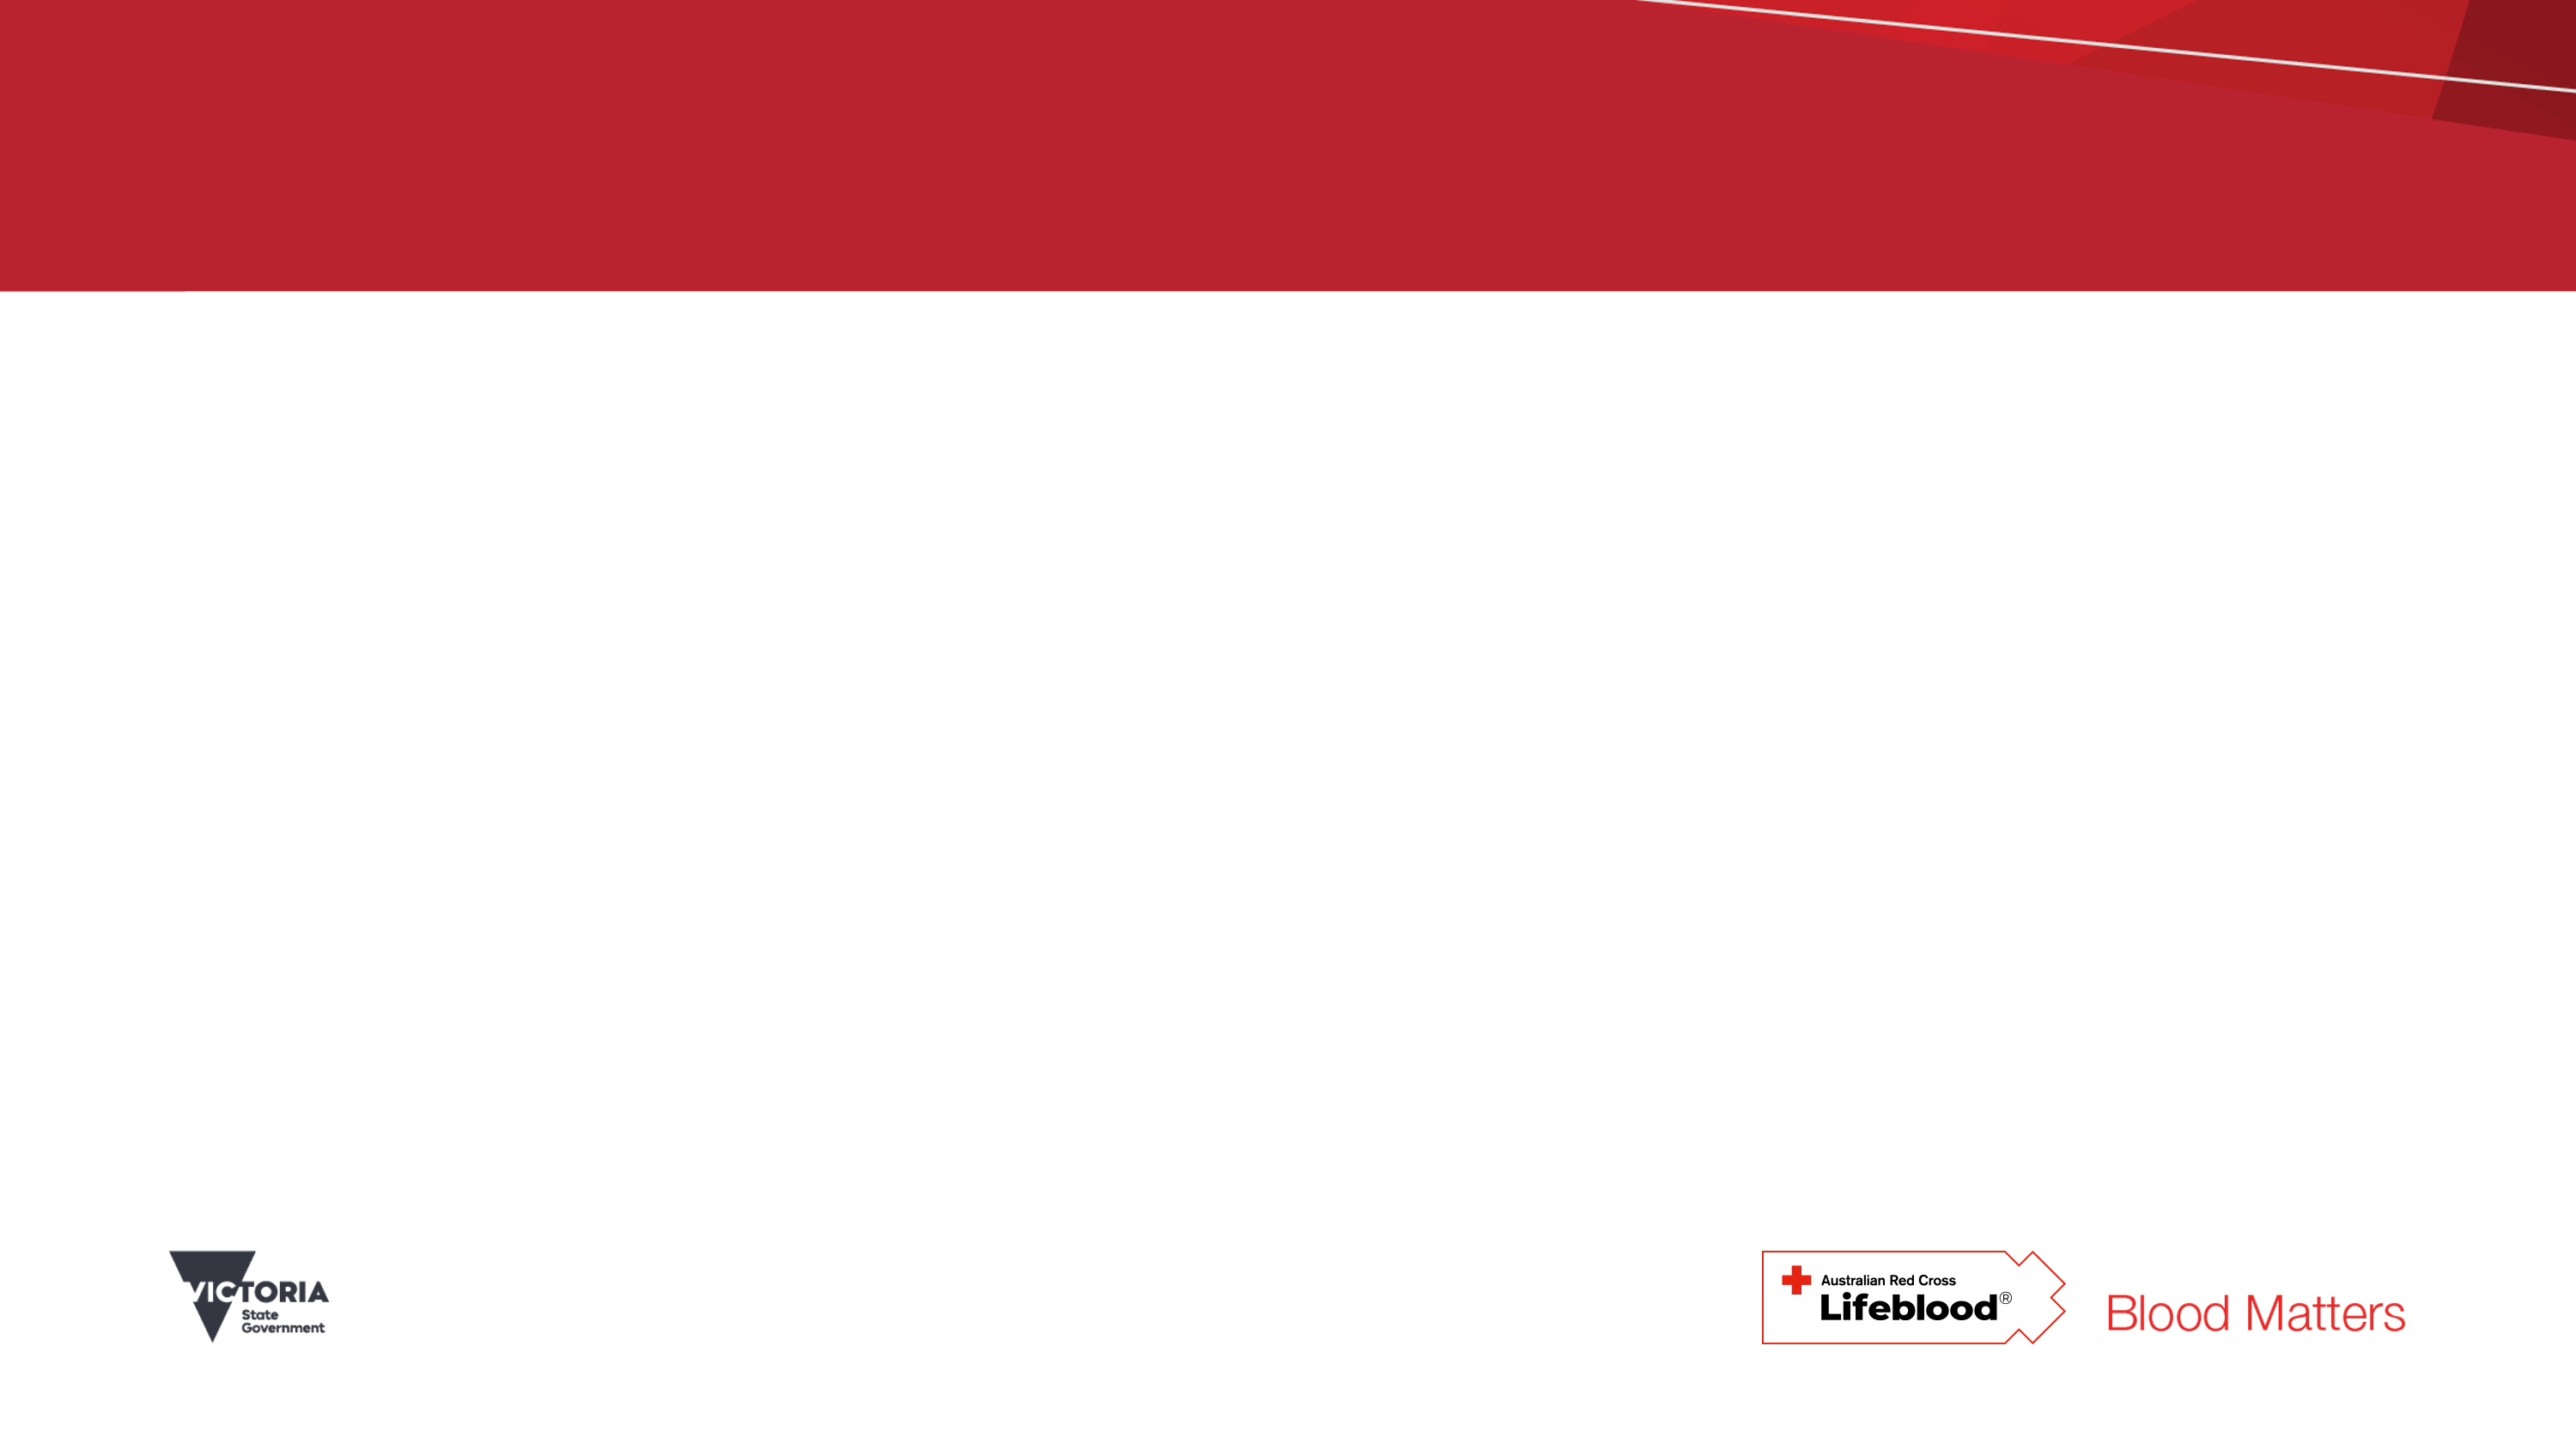 VICTORIA
State
Government
Australian Red Cross
Lifeblood®
Blood Matters